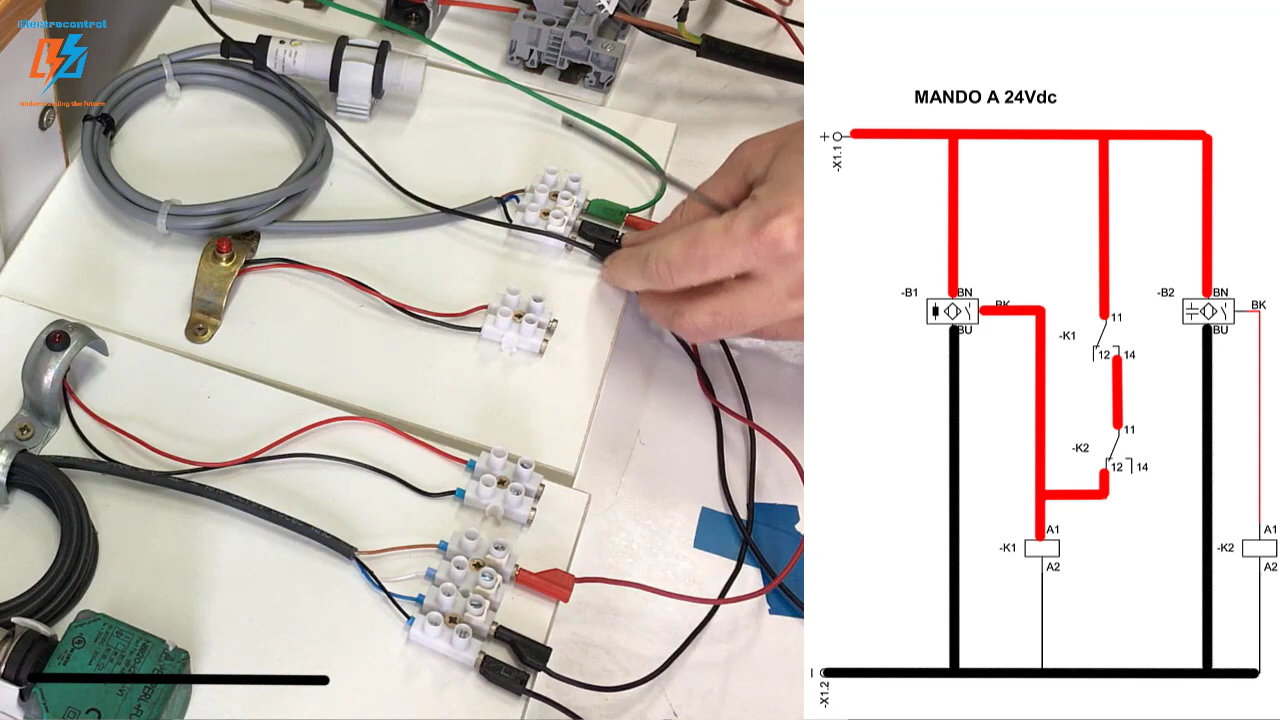 Electrocontrol
Understanding the future
MANDO A 24Vdc
+
-X1.1
-B1
BN
BK
BU
-K1
11
12
14
-B2
BN
BK
BU
-K2
11
12
14
A1
-K1
A2
A1
-K2
A2
-X1.2